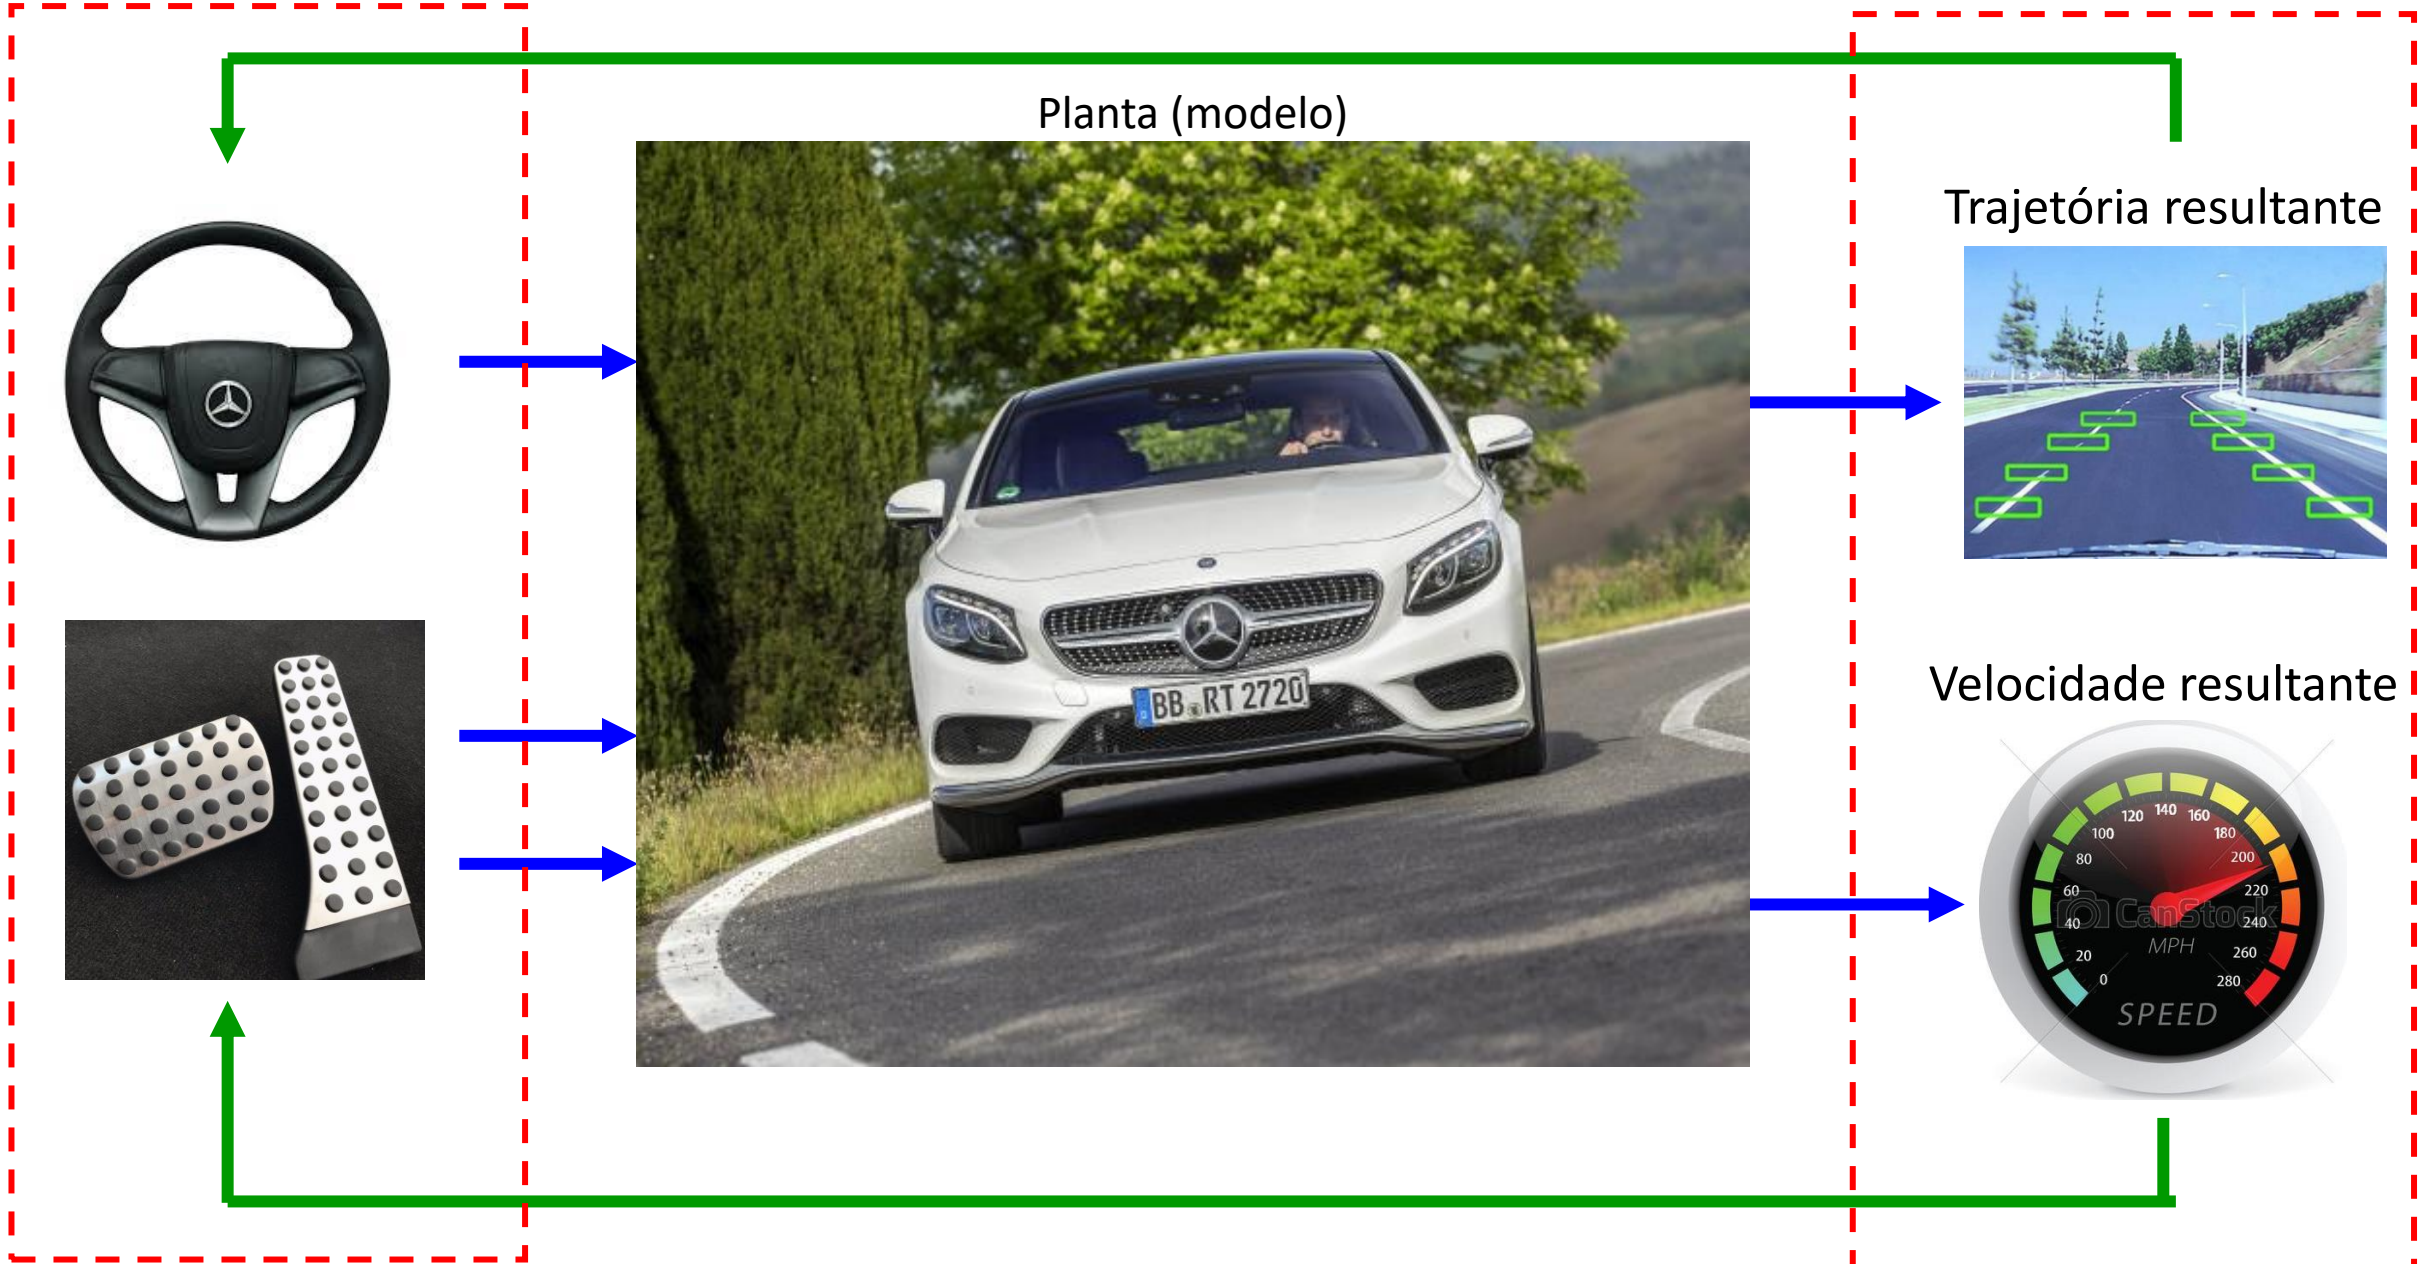 Planta (modelo)
Trajetória resultante
BB RT 2720
Velocidade resultante
0
20
40
60
80
100
120
140
160
180
200
220
240
260
280
CanStock
MPH
SPEED